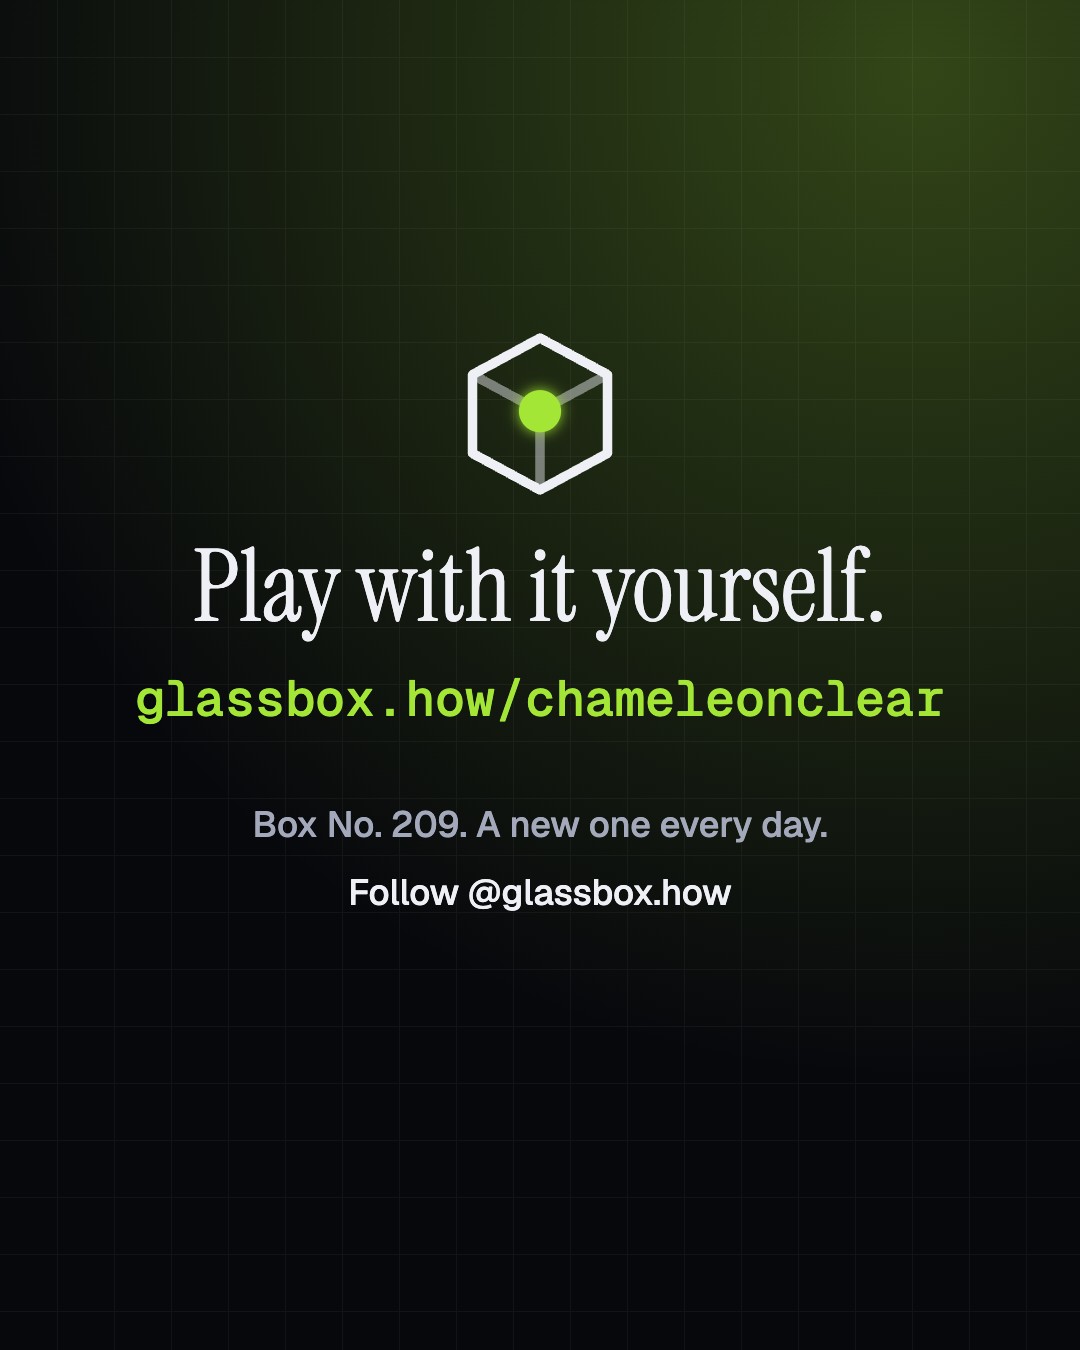 Play with it yourself.
glassbox.how/chameleonclear
Box No. 209. A new one every day.
Follow @glassbox.how